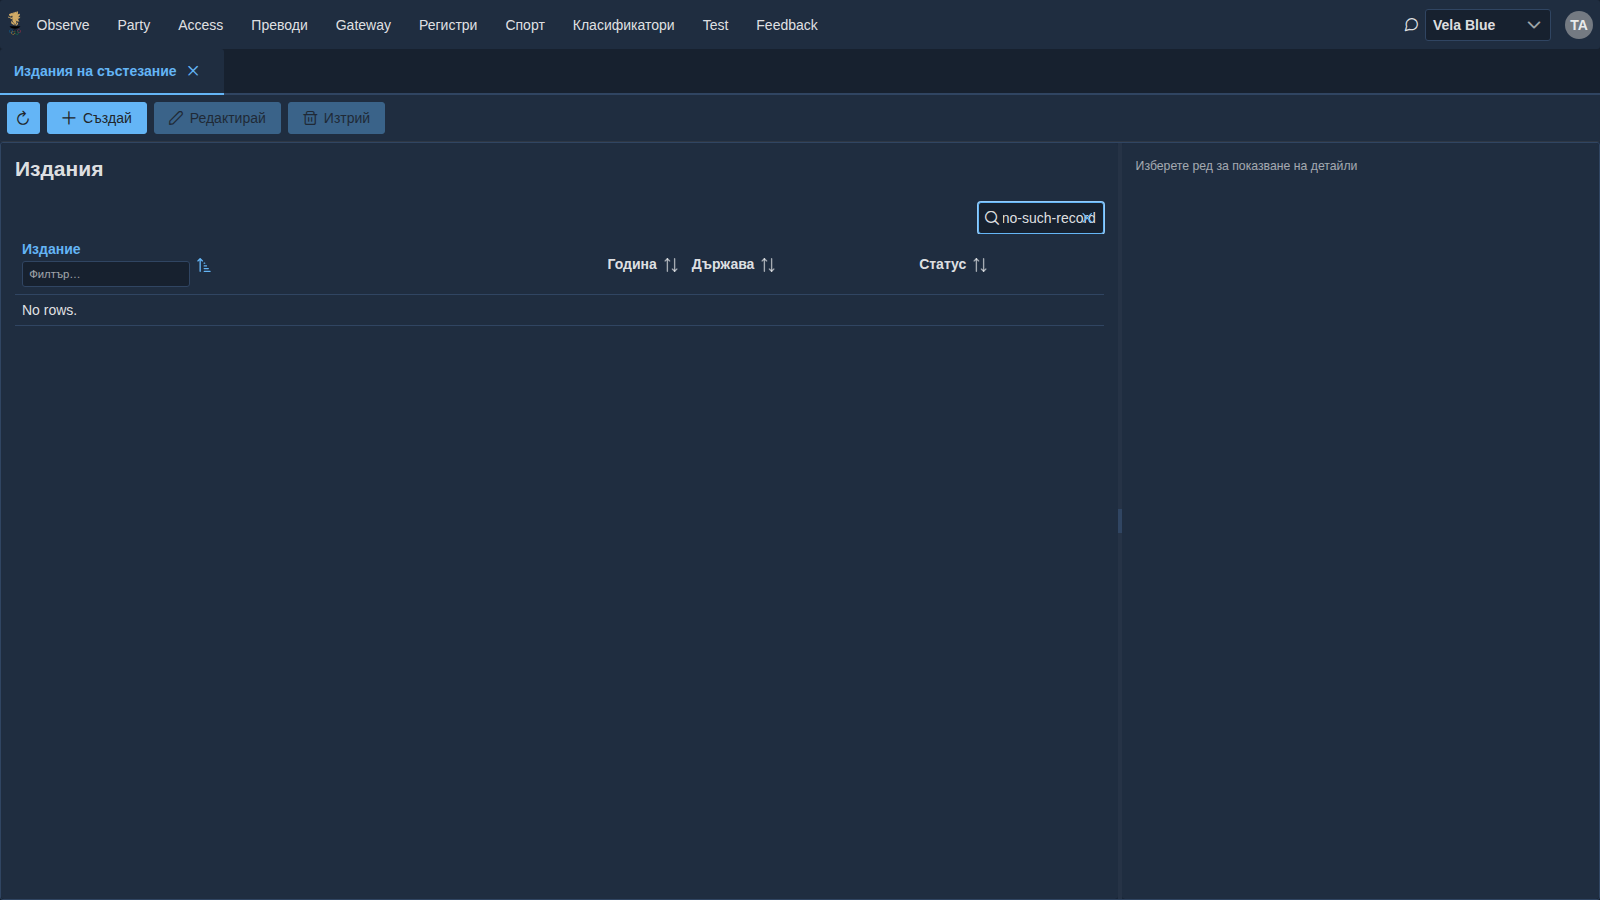 Observe Party Access Преводи Gateway Регистри Спорт Класификатори Test Feedback Vela Blue TA
Издания на състезание
Създай Редактирай Изтрий
Издания
Изберете ред за показване на детайли
no-such-record
Издание
Филтър...
Година Държава Статус
No rows.